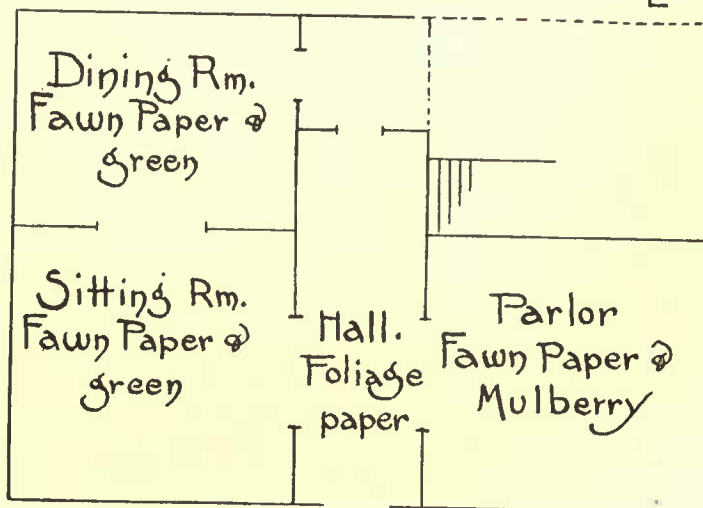 Dining Rm.
Fawn Paper &
green
Sitting Rm.
Fawn Paper &
green
Hall.
Foliage
paper
Parlor
Fawn Paper &
Mulberry